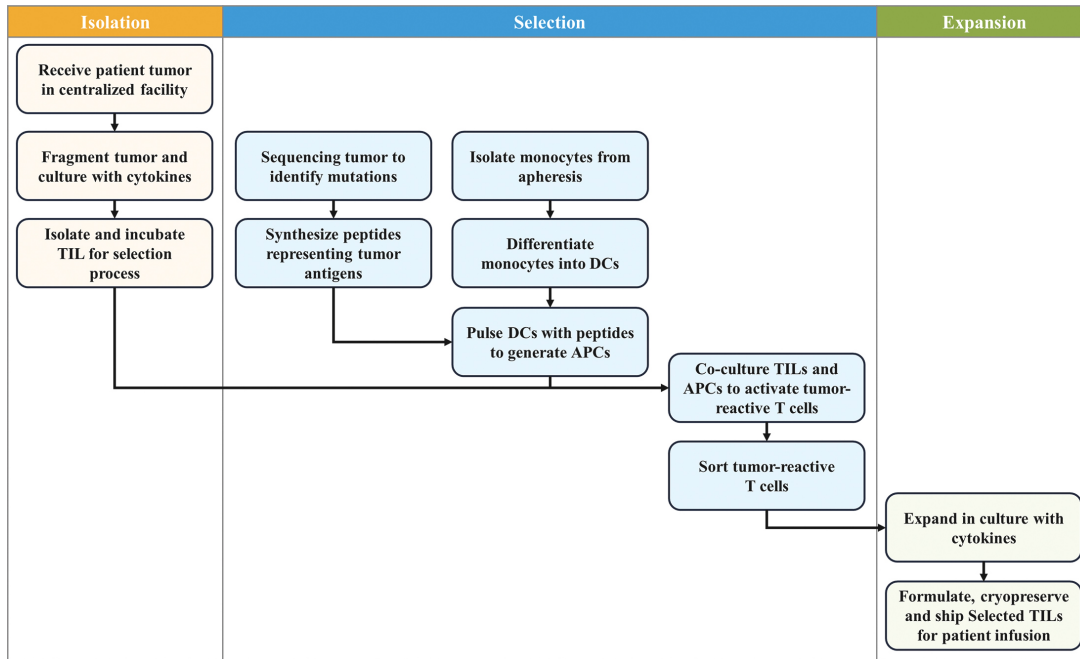 Isolation
Selection
Expansion
Receive patient tumor
in centralized facility
Fragment tumor and
culture with cytokines
Isolate and incubate
TIL for selection
process
Sequencing tumor to
identify mutations
Synthesize peptides
representing tumor
antigens
Isolate monocytes from
apheresis
Differentiate
monocytes into DCs
Pulse DCs with peptides
to generate APCs
Co-culture TILs and
APCs to activate tumor-
reactive T cells
Sort tumor-reactive
T cells
Expand in culture with
cytokines
Formulate, cryopreserve
and ship Selected TILs
for patient infusion